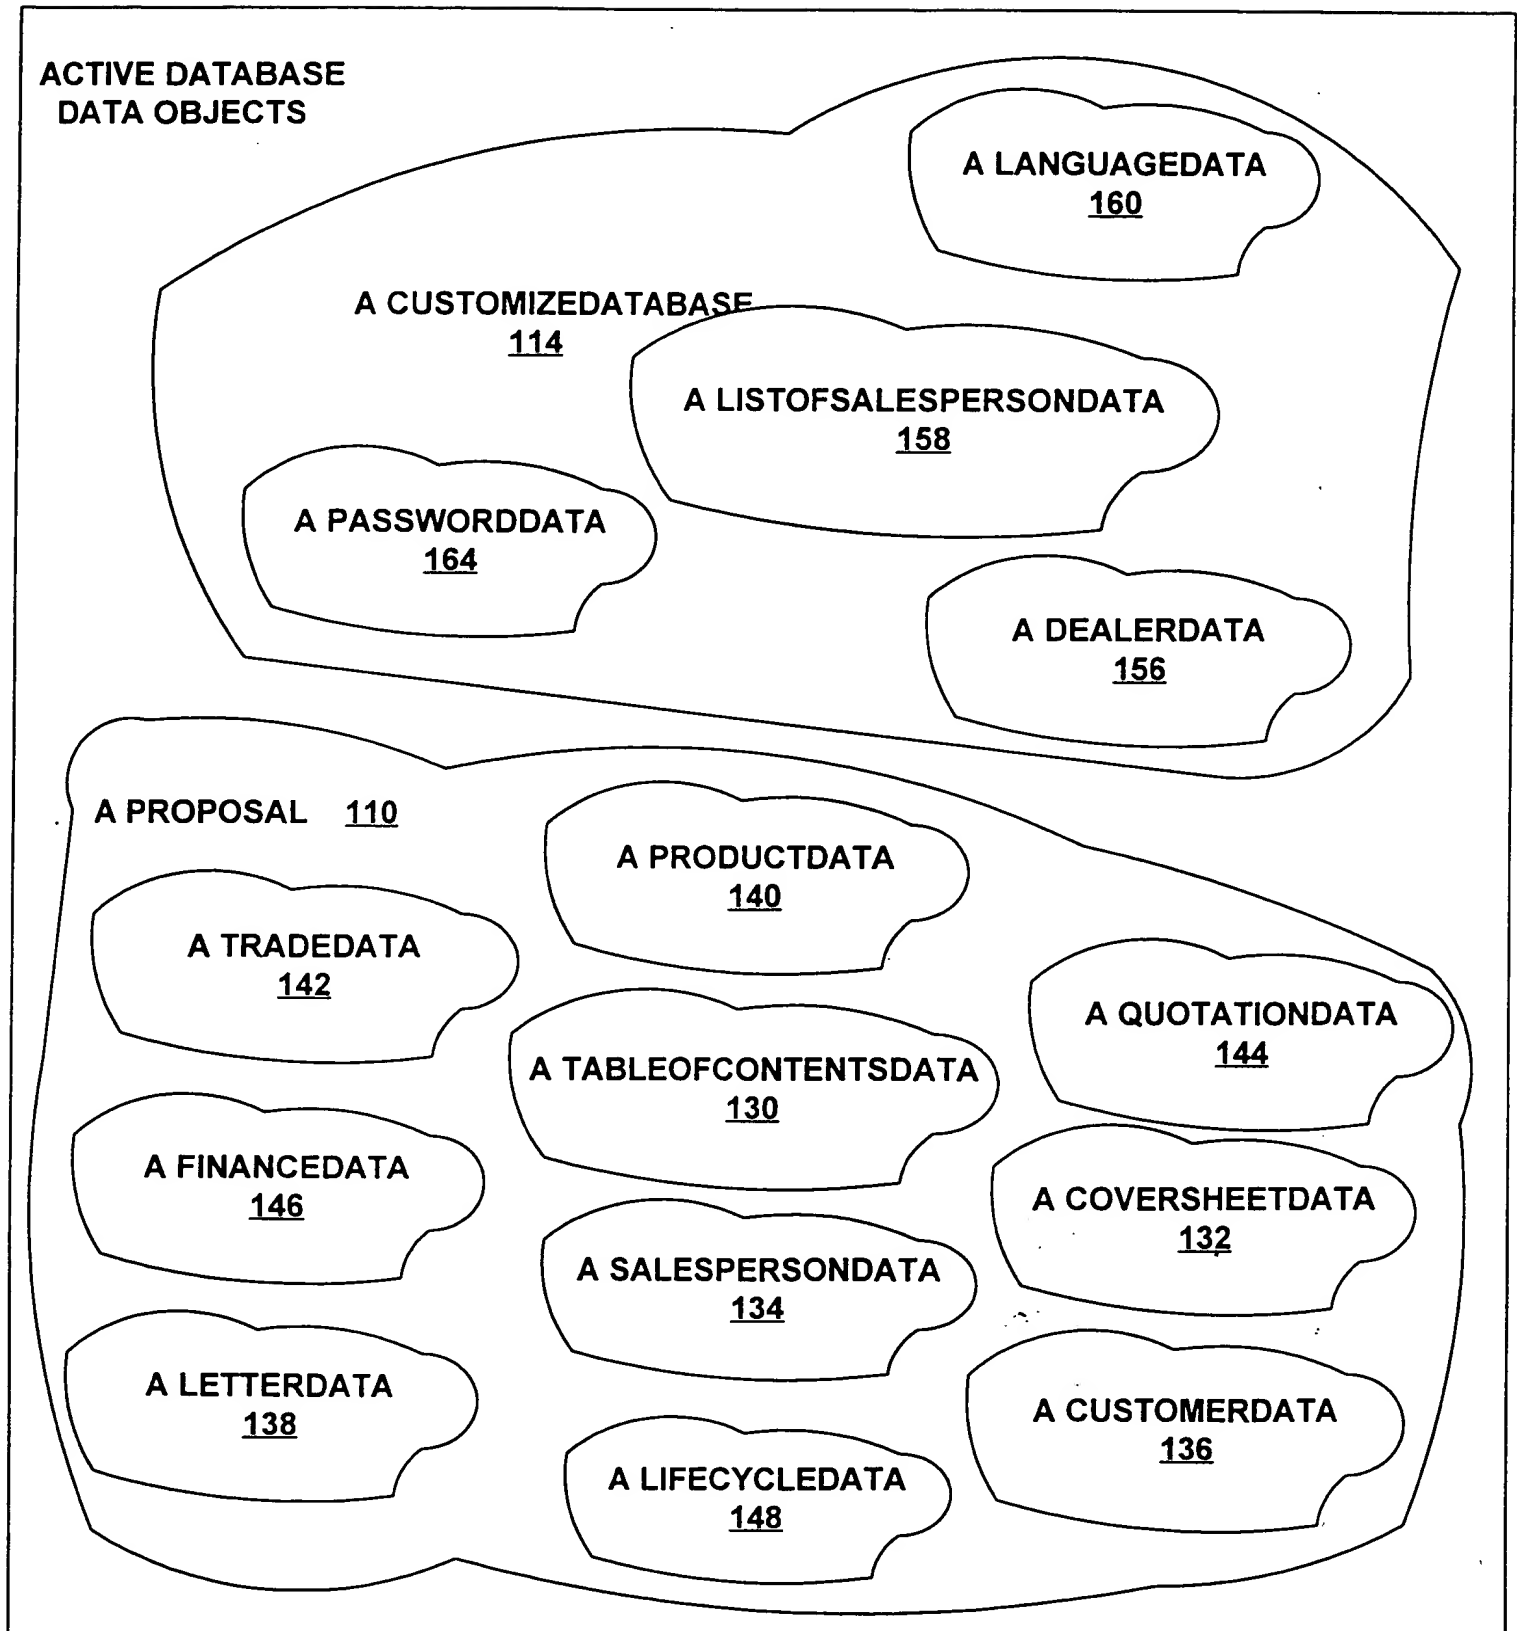 ACTIVE DATABASE
DATA OBJECTS
A LANGUAGEDATA
160
A CUSTOMIZEDATABASE
114
A LISTOFSALESPERSONDATA
158
A PASSWORDDATA
164
A DEALERDATA
156
A PROPOSAL 110
A PRODUCTDATA
140
A TRADEDATA
142
A QUOTATIONDATA
144
A TABLEOFCONTENTSDATA
130
A FINANCEDATA
146
A COVERSHEETDATA
132
A SALESPERSONDATA
134
A LETTERDATA
138
A CUSTOMERDATA
136
A LIFECYCLEDATA
148